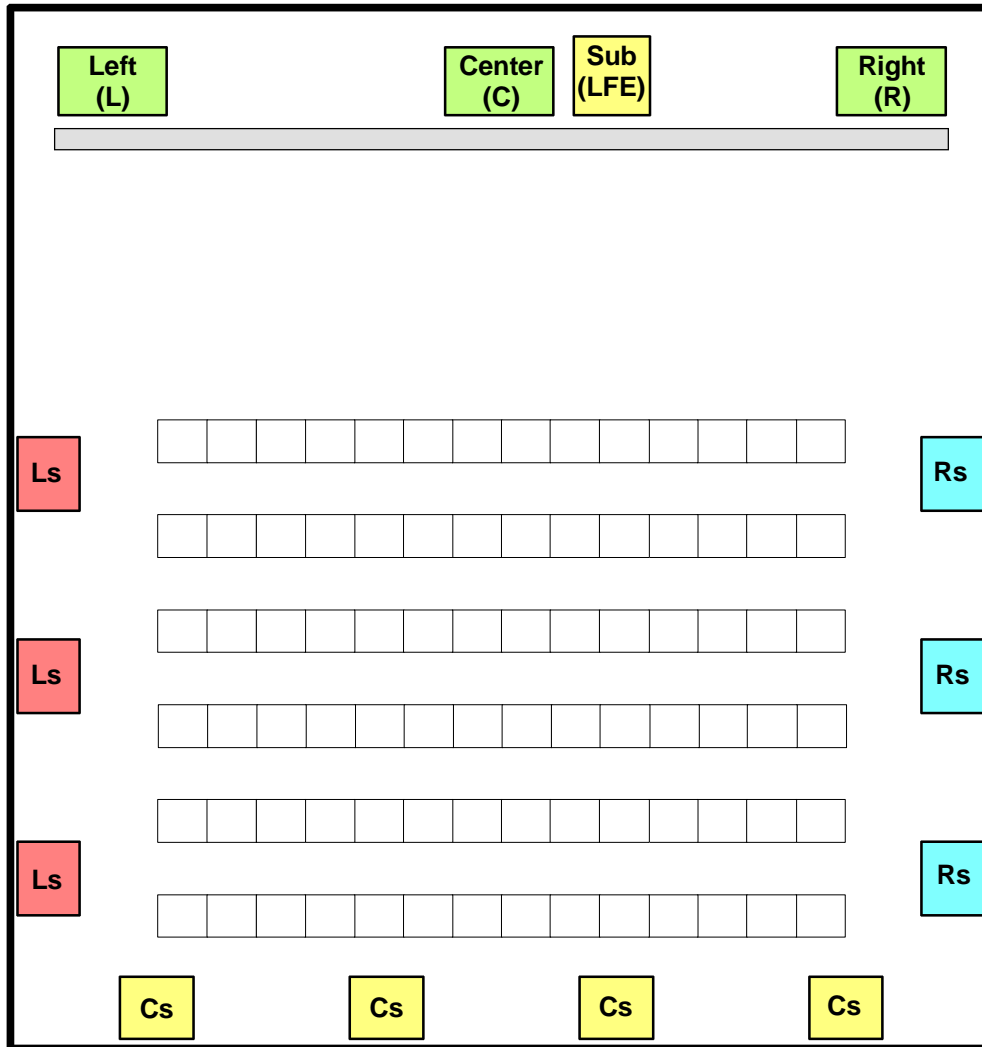 Left
(L)
Center
(C)
Sub
(LFE)
Right
(R)
Ls
Rs
Ls
Rs
Ls
Rs
Cs
Cs
Cs
Cs